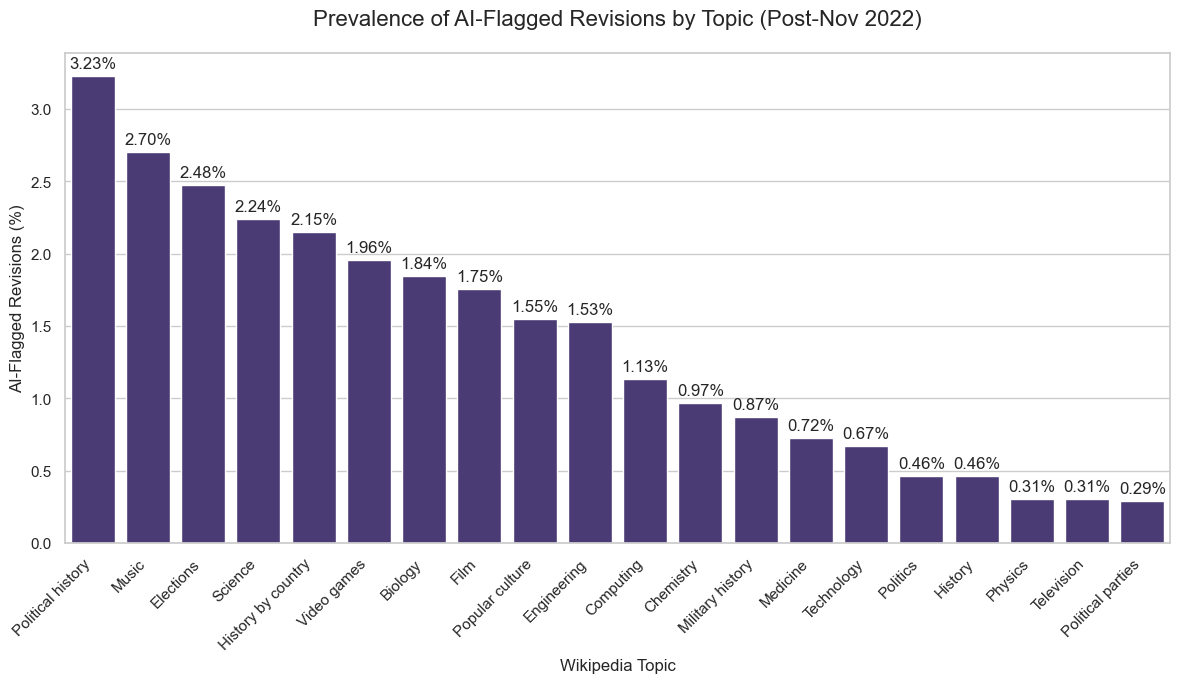 Prevalence of AI-Flagged Revisions by Topic (Post-Nov 2022)
AI-Flagged Revisions (%)
3.0
2.5
2.0
1.5
1.0
0.5
0.0
3.23%
2.70%
2.48%
2.24%
2.15%
1.96%
1.84%
1.75%
1.55%
1.53%
1.13%
0.97%
0.87%
0.72%
0.67%
0.46%
0.46%
0.31%
0.31%
0.29%
Political history
Music
Elections
Science
History by country
Video games
Biology
Film
Popular culture
Engineering
Computing
Chemistry
Military history
Medicine
Technology
Politics
History
Physics
Television
Political parties
Wikipedia Topic